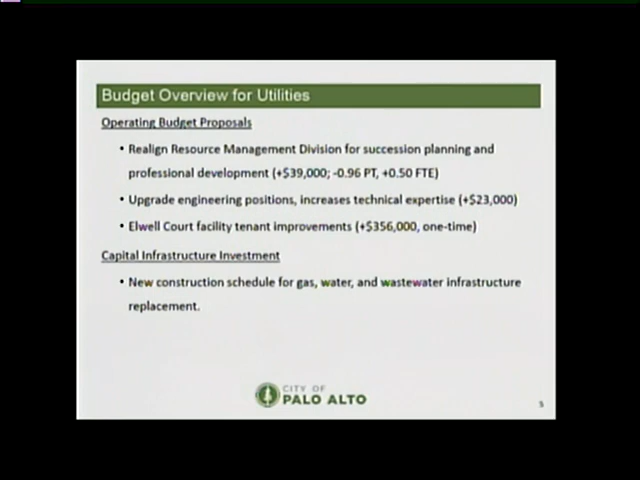 Budget Overview for Utilities
Operating Budget Proposals
• Realign Resource Management Division for succession planning and
professional development (+$39,000; -0.96 PT, +0.50 FTE)
• Upgrade engineering positions, increases technical expertise (+$23,000)
• Elwell Court facility tenant improvements (+$356,000, one-time)
Capital Infrastructure Investment
• New construction schedule for gas, water, and wastewater infrastructure
replacement.
CITY OF
PALO ALTO
5